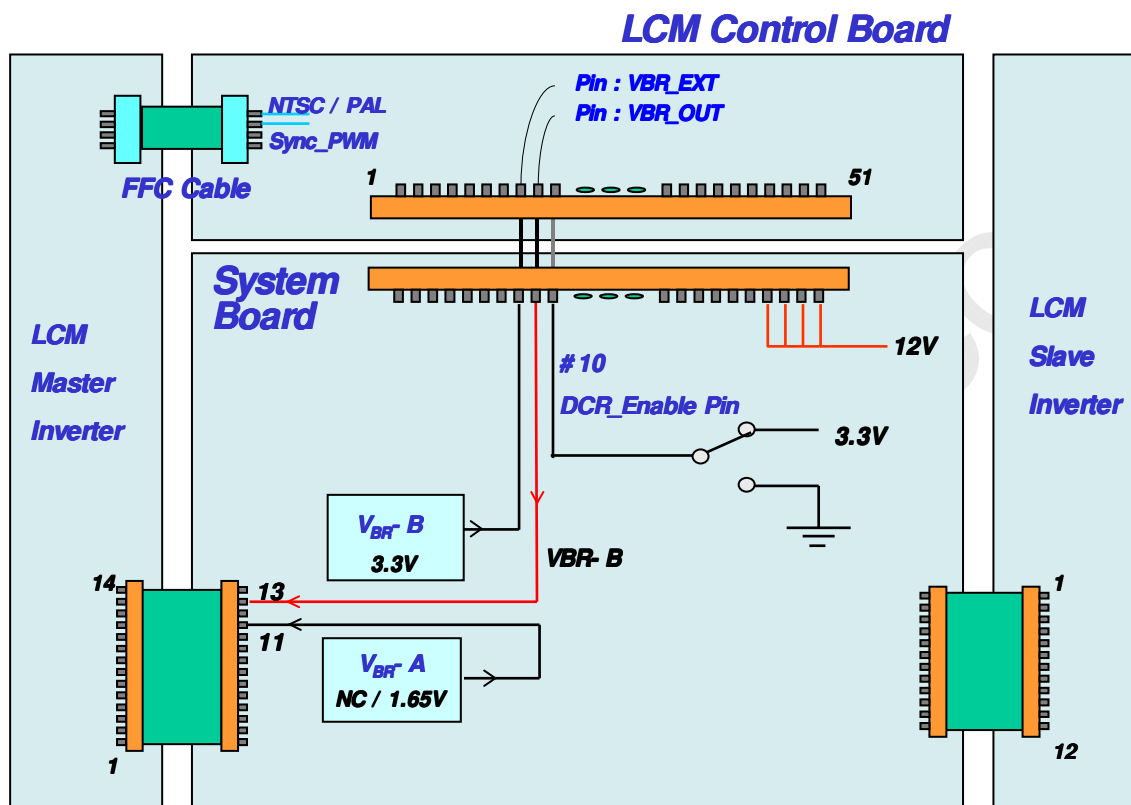 LCM Control Board
Pin : VBR_EXT
Pin : VBR_OUT
NTSC / PAL
Sync_PWM
FFC Cable
1
51
System
Board
LCM
Master
Inverter
LCM
Slave
Inverter
12V
# 10
DCR_Enable Pin
3.3V
VBR- B
3.3V
VBR- B
14
13
11
1
VBR- A
NC / 1.65V
1
12